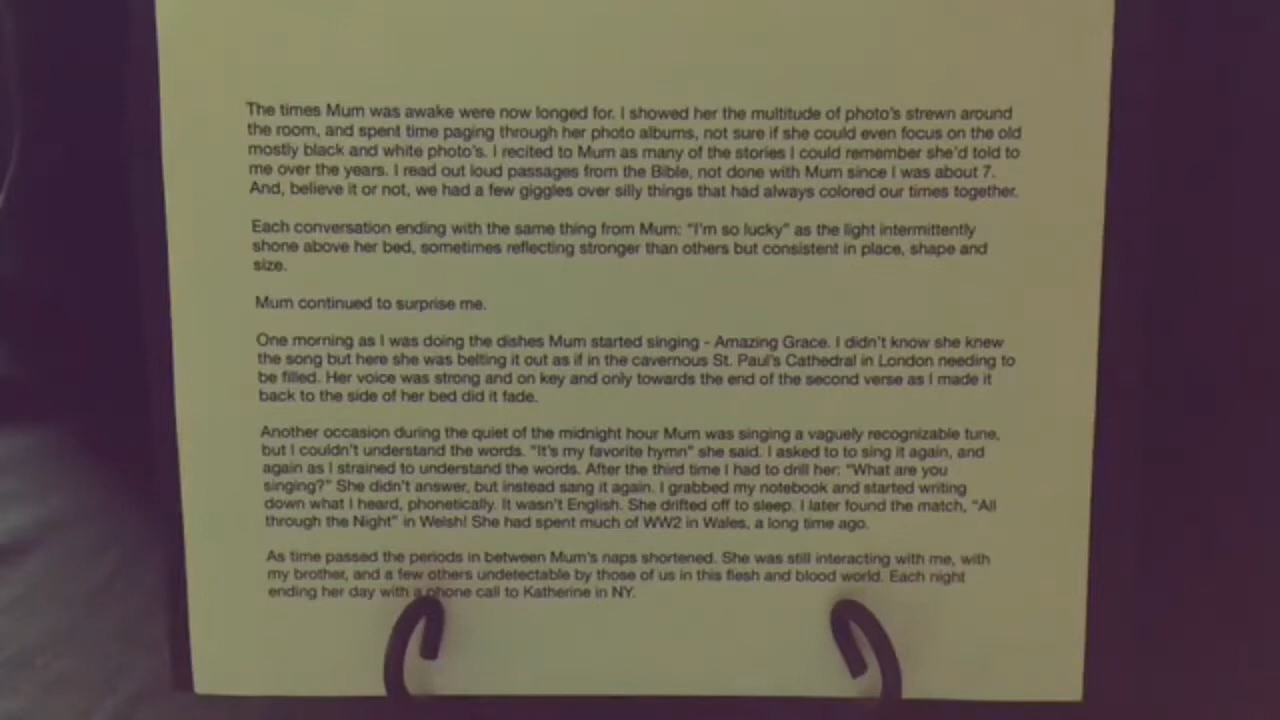 The times Mum was awake were now longed for. I showed her the multitude of photo's strewn around
the room, and spent time paging through her photo albums, not sure if she could even focus on the old
mostly black and white photo's. I recited to Mum as many of the stories I could remember she'd told to
me over the years. I read out loud passages from the Bible, not done with Mum since I was about 7.
And, believe it or not, we had a few giggles over silly things that had always colored our times together.
Each conversation ending with the same thing from Mum: "I'm so lucky" as the light intermittently
shone above her bed, sometimes reflecting stronger than others but consistent in place, shape and
size.
Mum continued to surprise me.
One morning as I was doing the dishes Mum started singing - Amazing Grace. I didn't know she knew
the song but here she was belting it out as if in the cavernous St. Paul's Cathedral in London needing to
be filled. Her voice was strong and on key and only towards the end of the second verse as I made it
back to the side of her bed did it fade.
Another occasion during the quiet of the midnight hour Mum was singing a vaguely recognizable tune,
but I couldn't understand the words. "It's my favorite hymn" she said. I asked to to sing it again, and
again as I strained to understand the words. After the third time I had to drill her: "What are you
singing?" She didn't answer, but instead sang it again. I grabbed my notebook and started writing
down what I heard, phonetically. It wasn't English. She drifted off to sleep. I later found the match, "All
through the Night" in Welsh! She had spent much of WW2 in Wales, a long time ago.
As time passed the periods in between Mum's naps shortened. She was still interacting with me, with
my brother, and a few others undetectable by those of us in this flesh and blood world. Each night
ending her day with a phone call to Katherine in NY.